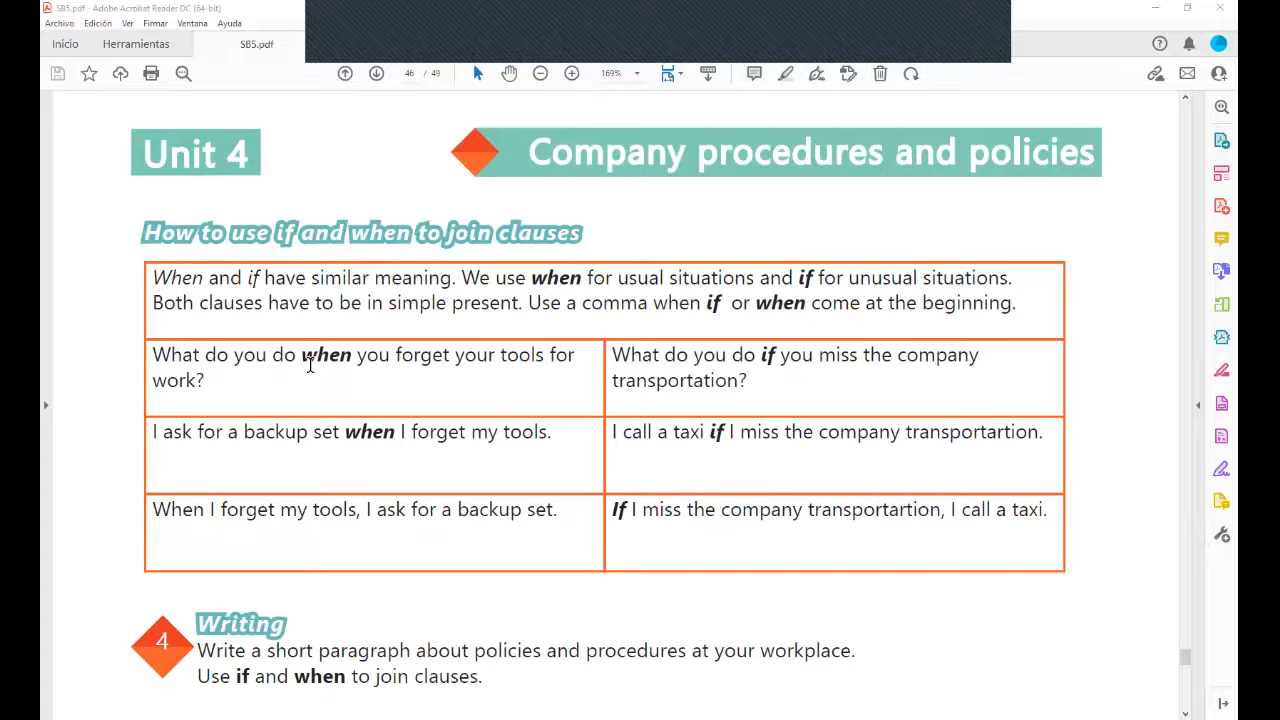 SB5.pdf - Adobe Acrobat Reader DC (64-bit)
Archivo Edición Ver Firmar Ventana Ayuda
Inicio Herramientas SB5.pdf
46 / 49 169%
Unit 4 Company procedures and policies
How to use if and when to join clauses
When and if have similar meaning. We use when for usual situations and if for unusual situations.
Both clauses have to be in simple present. Use a comma when if or when come at the beginning.
What do you do when you forget your tools for
work?
What do you do if you miss the company
transportation?
I ask for a backup set when I forget my tools.
I call a taxi if I miss the company transportartion.
When I forget my tools, I ask for a backup set.
If I miss the company transportartion, I call a taxi.
4 Writing
Write a short paragraph about policies and procedures at your workplace.
Use if and when to join clauses.